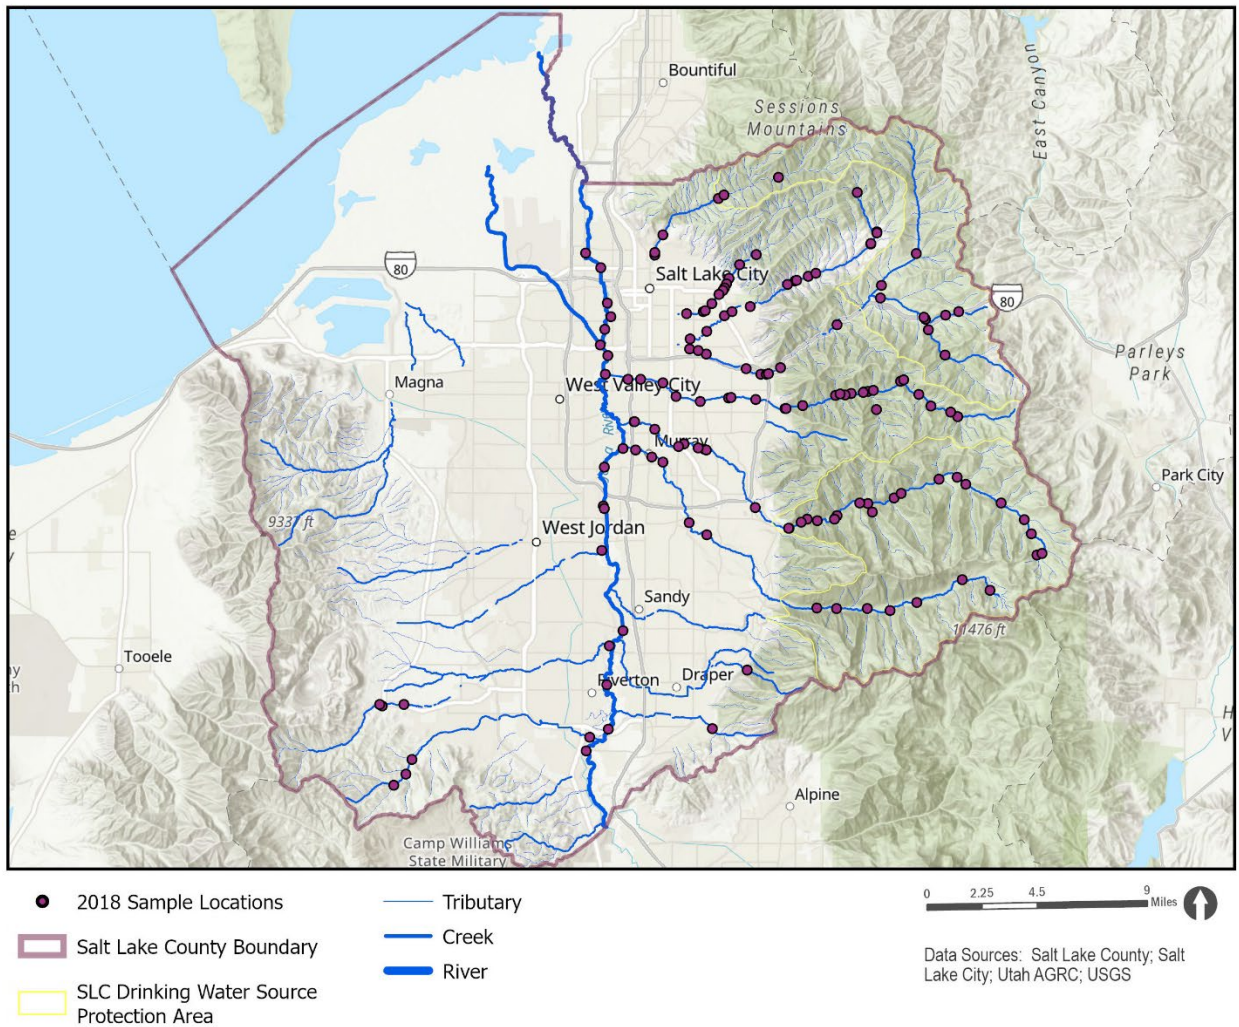 Bountiful
Sessions
Mountains
East Canyon
80
Salt Lake City
80
Parleys
Park
Magna
West Valley City
Murray
Park City
9337 ft
West Jordan
Sandy
11476 ft
Tooele
Riverton
Draper
Alpine
Camp Williams
State Military
2018 Sample Locations
Salt Lake County Boundary
SLC Drinking Water Source
Protection Area
Tributary
Creek
River
0 2.25 4.5 9
Miles
Data Sources: Salt Lake County; Salt
Lake City; Utah AGRC; USGS